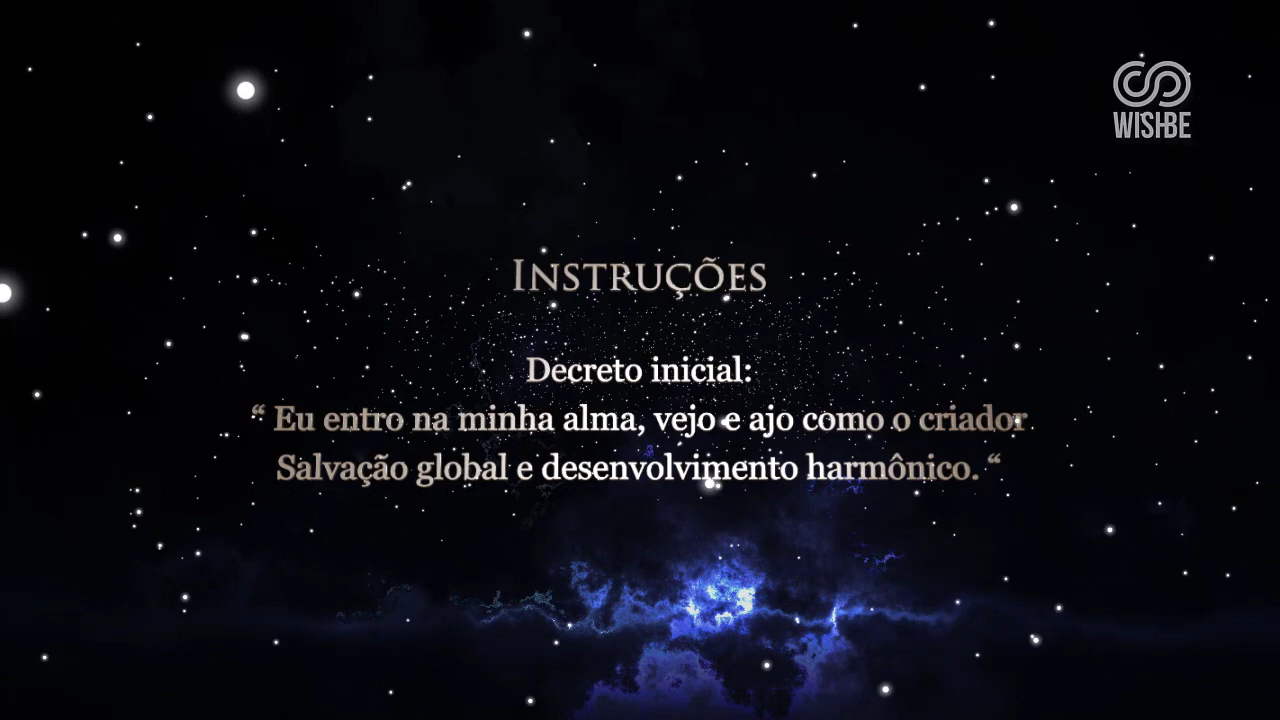 WISHBE
INSTRUÇÕES
Decreto inicial:
“ Eu entro na minha alma, vejo e ajo como o criador
Salvação global e desenvolvimento harmônico. “